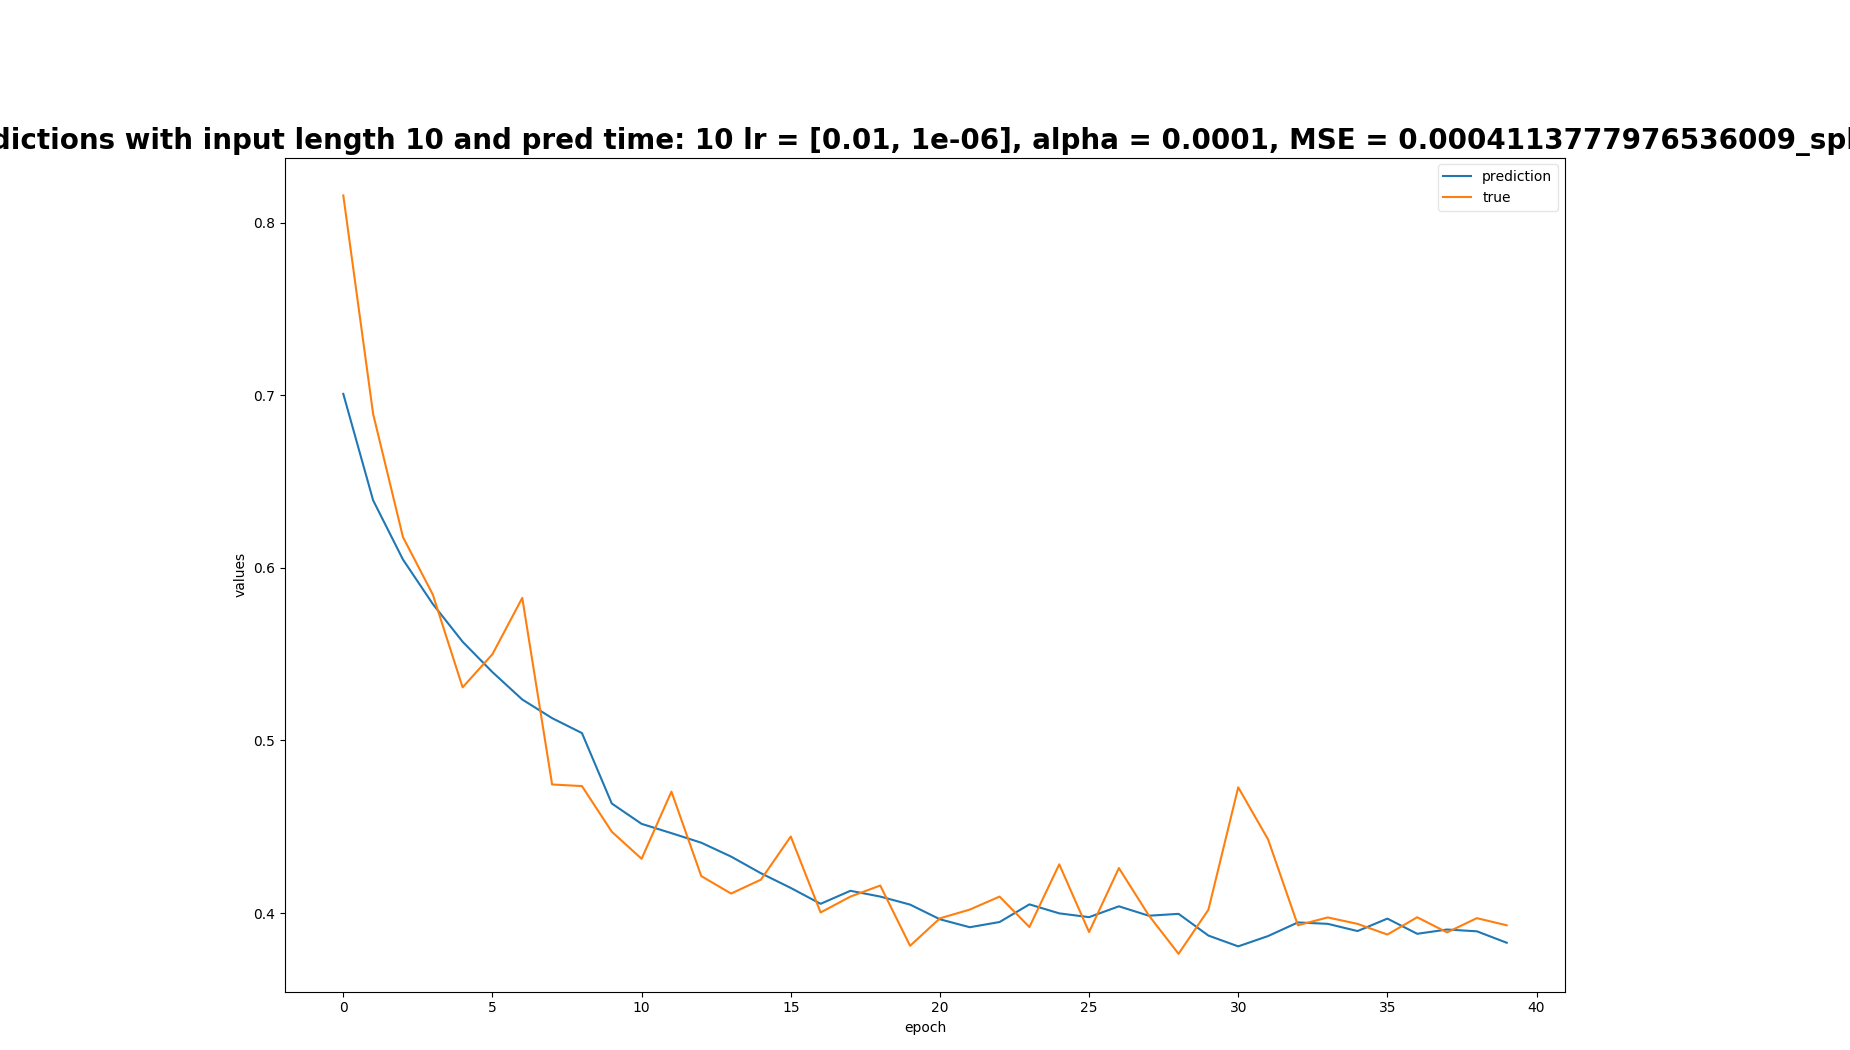 dictions with input length 10 and pred time: 10 lr = [0.01, 1e-06], alpha = 0.0001, MSE = 0.0004113777976536009_spl
prediction
true
0.8
0.7
0.6
0.5
0.4
values
0 5 10 15 20 25 30 35 40
epoch